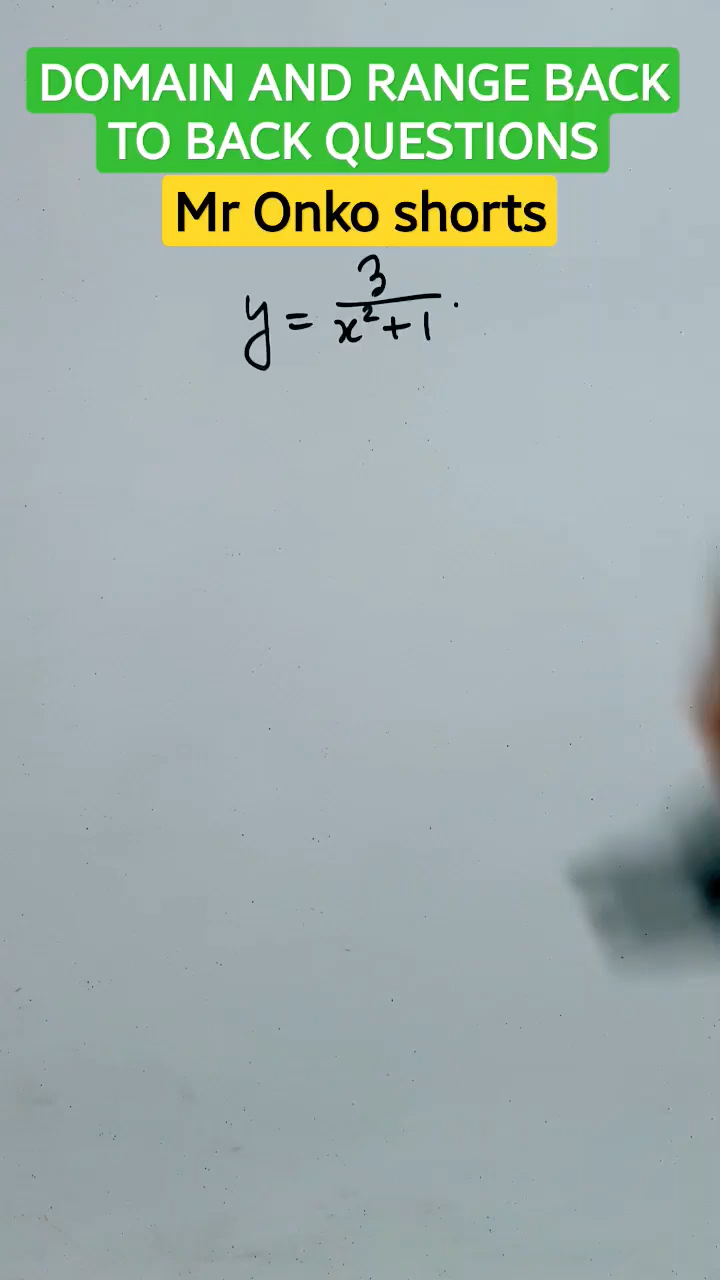 DOMAIN AND RANGE BACK
TO BACK QUESTIONS
Mr Onko shorts
y = 3/(x²+1) .